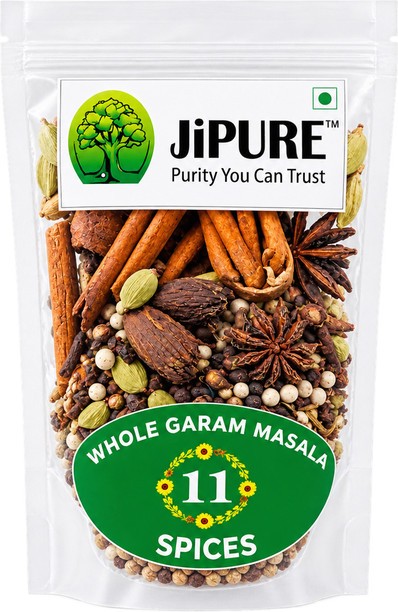 JiPURE™
Purity You Can Trust
WHOLE GARAM MASALA
11
SPICES